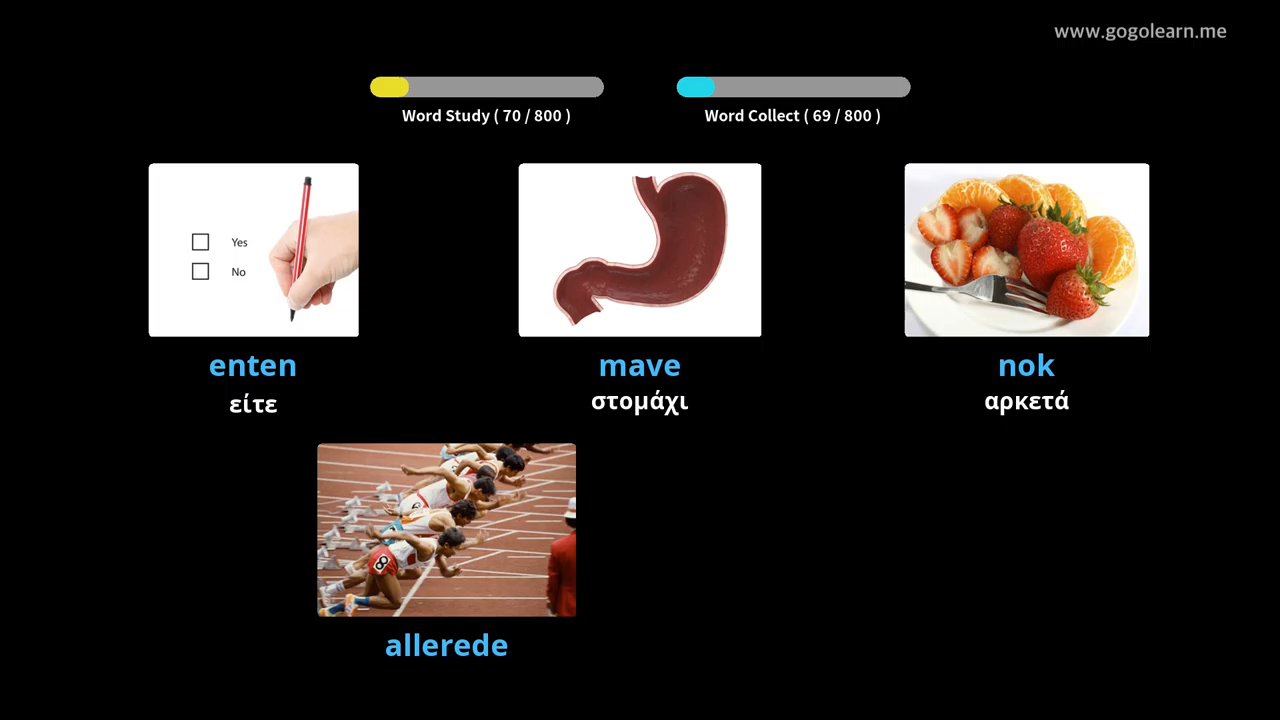 www.gogolearn.me
Word Study ( 70 / 800 )
Word Collect ( 69 / 800 )
Yes
No
enten
είτε
mave
στομάχι
nok
αρκετά
8
allerede